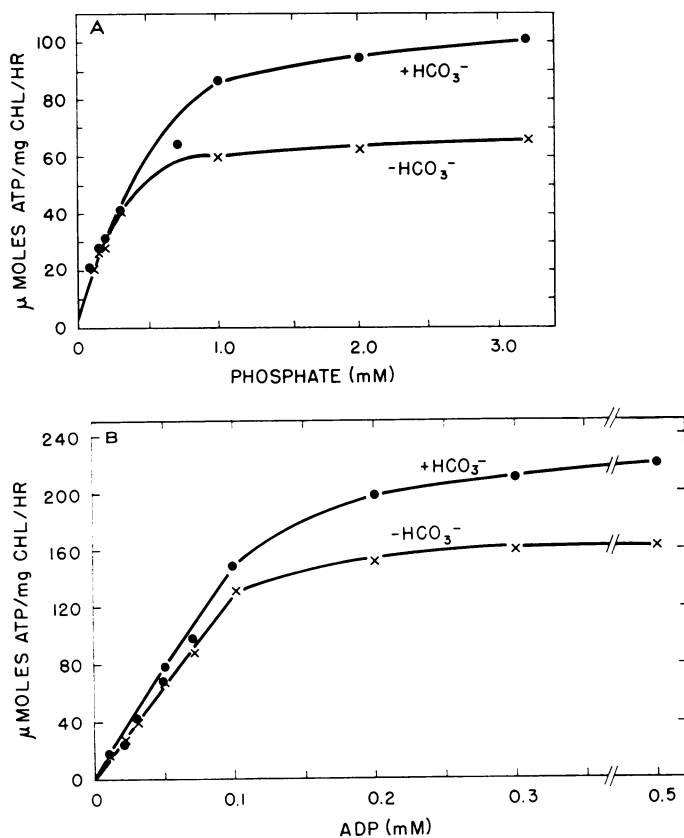 A
100
80
60
40
20
0
μ MOLES ATP/mg CHL/HR
+HCO₃⁻
-HCO₃⁻
0
1.0
2.0
3.0
PHOSPHATE (mM)
B
240
200
160
120
80
40
0
μMOLES ATP/mg CHL/HR
+HCO₃⁻
-HCO₃⁻
0
0.1
0.2
0.3
0.5
ADP (mM)